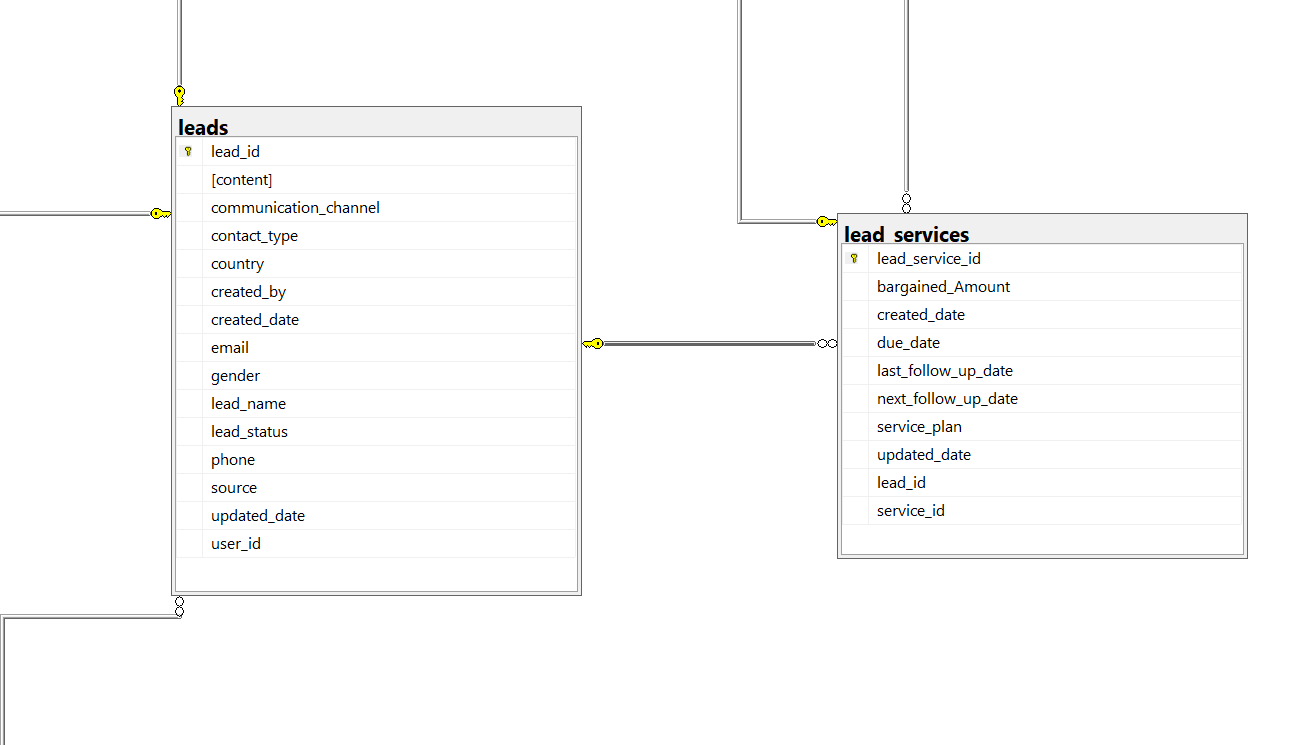 leads
lead_id
[content]
communication_channel
contact_type
country
created_by
created_date
email
gender
lead_name
lead_status
phone
source
updated_date
user_id
lead_services
lead_service_id
bargained_Amount
created_date
due_date
last_follow_up_date
next_follow_up_date
service_plan
updated_date
lead_id
service_id